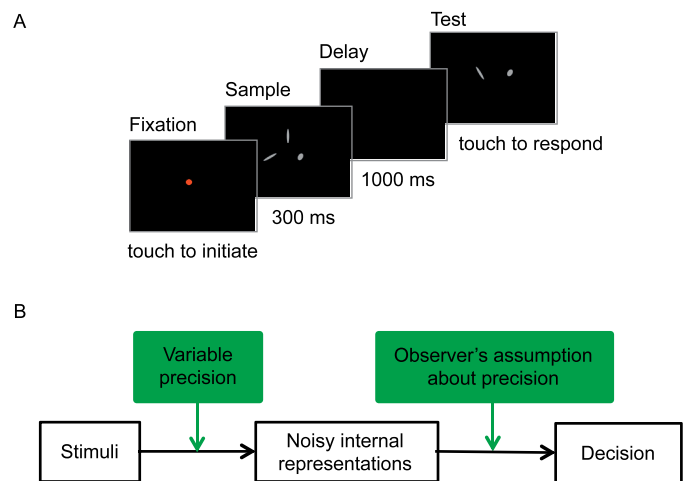 A
Test
Delay
Sample
Fixation
touch to respond
1000 ms
300 ms
touch to initiate
B
Variable
precision
Observer's assumption
about precision
Stimuli
Noisy internal
representations
Decision